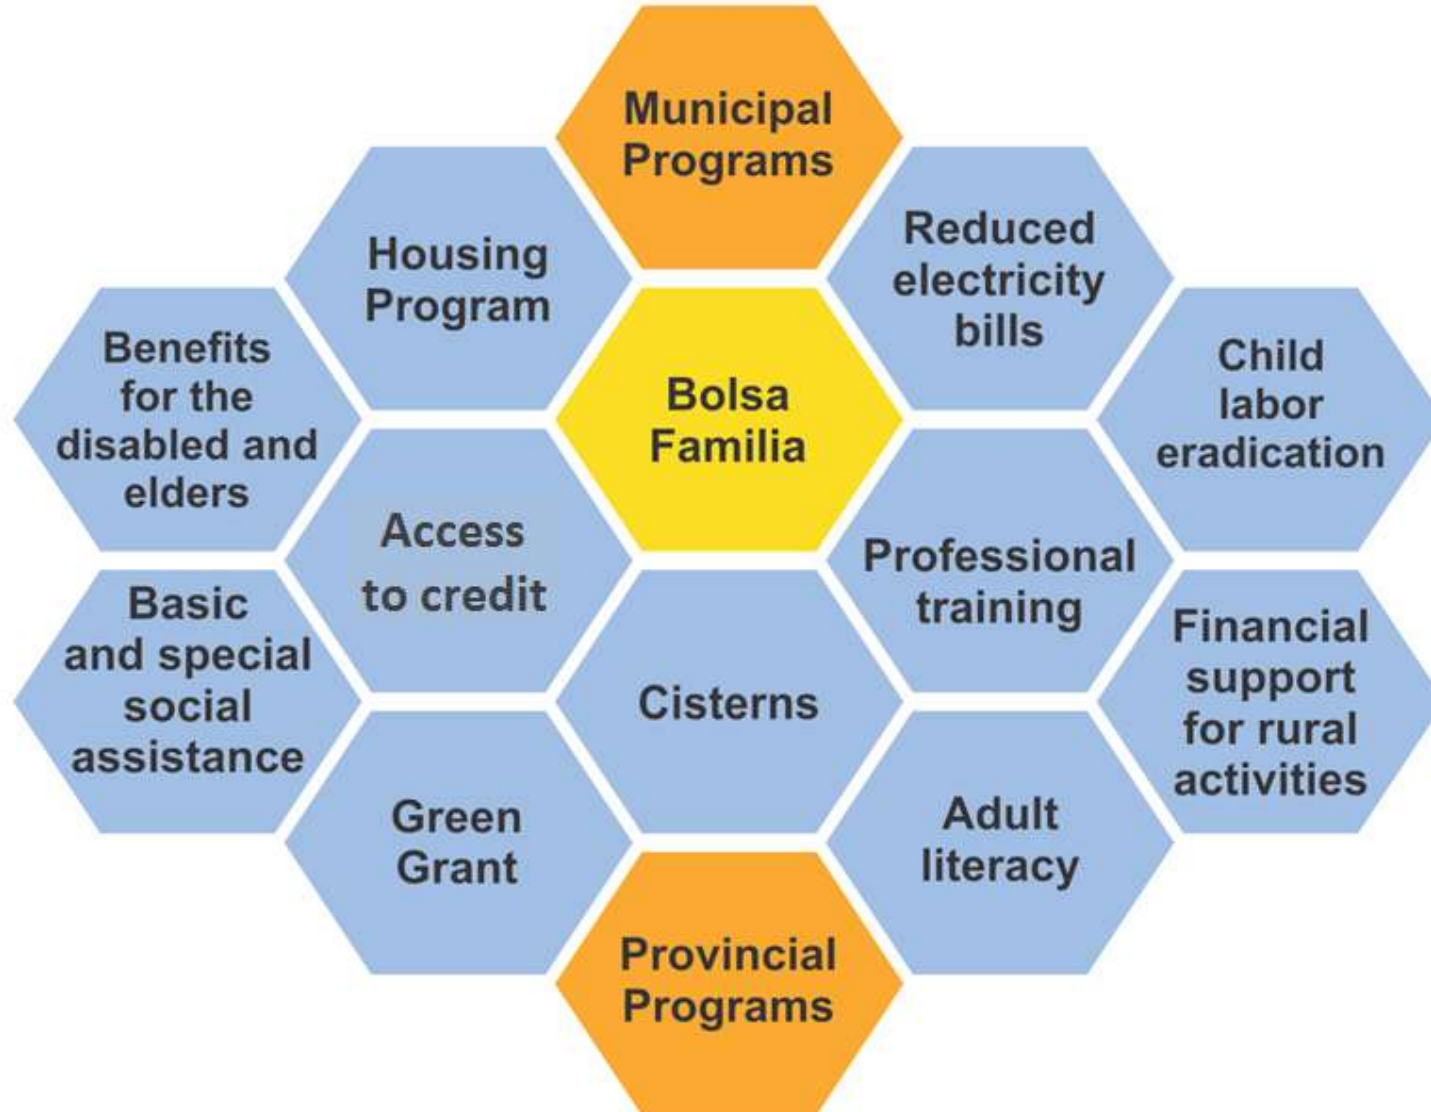 Municipal
Programs
Housing
Program
Reduced
electricity
bills
Benefits
for the
disabled and
elders
Bolsa
Familia
Child
labor
eradication
Access
to credit
Professional
training
Basic
and special
social
assistance
Cisterns
Financial
support
for rural
activities
Green
Grant
Adult
literacy
Provincial
Programs